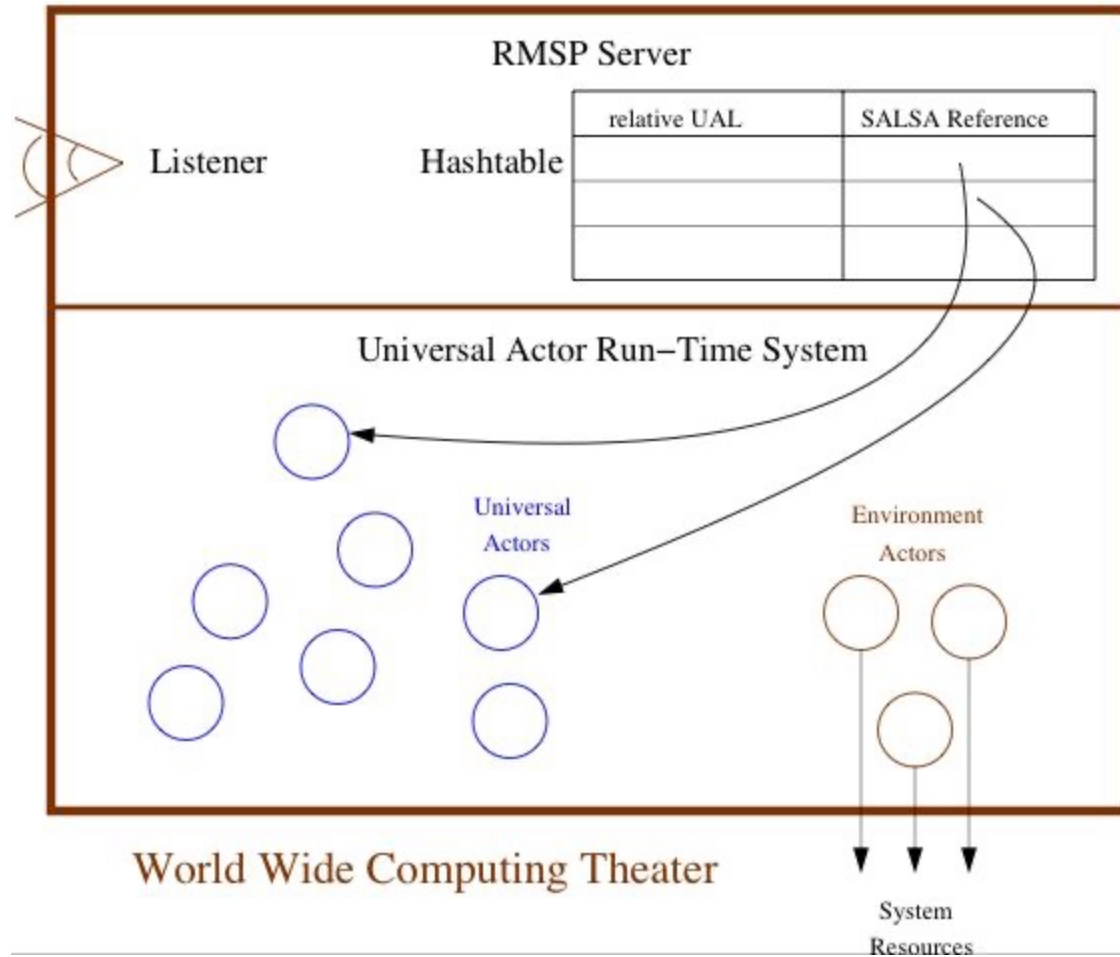 RMSP Server
relative UAL
SALSA Reference
Listener
Hashtable
Universal Actor Run−Time System
Universal
Actors
Environment
Actors
World Wide Computing Theater
System
Resources